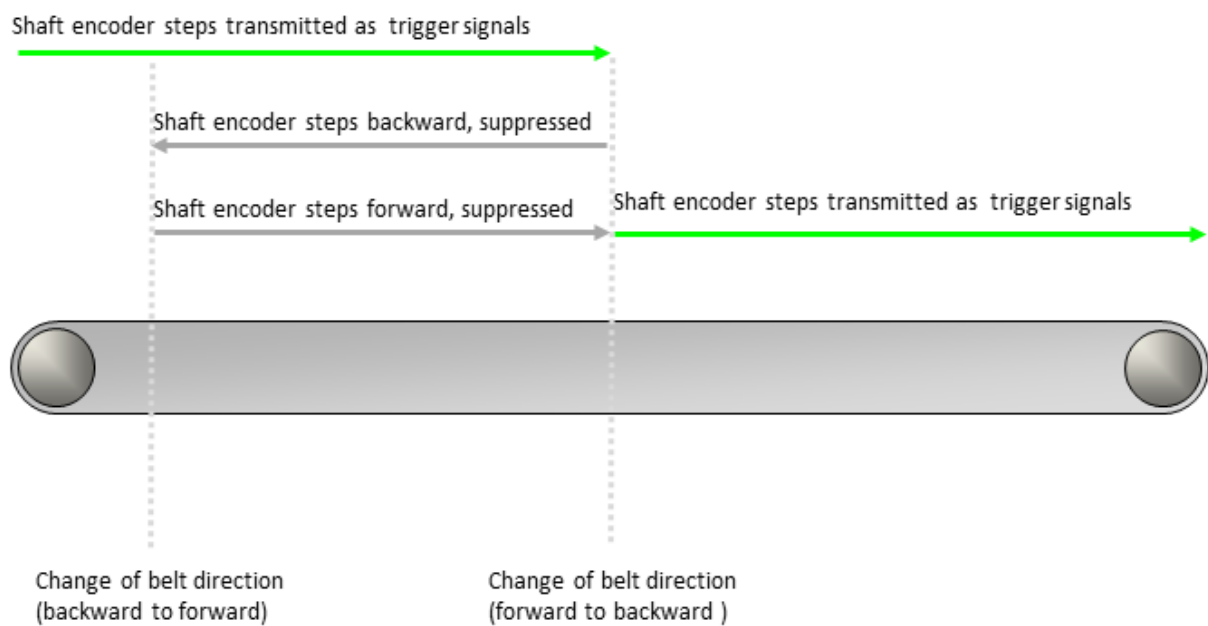 Shaft encoder steps transmitted as trigger signals
Shaft encoder steps backward, suppressed
Shaft encoder steps forward, suppressed
Shaft encoder steps transmitted as trigger signals
Change of belt direction
(backward to forward)
Change of belt direction
(forward to backward )